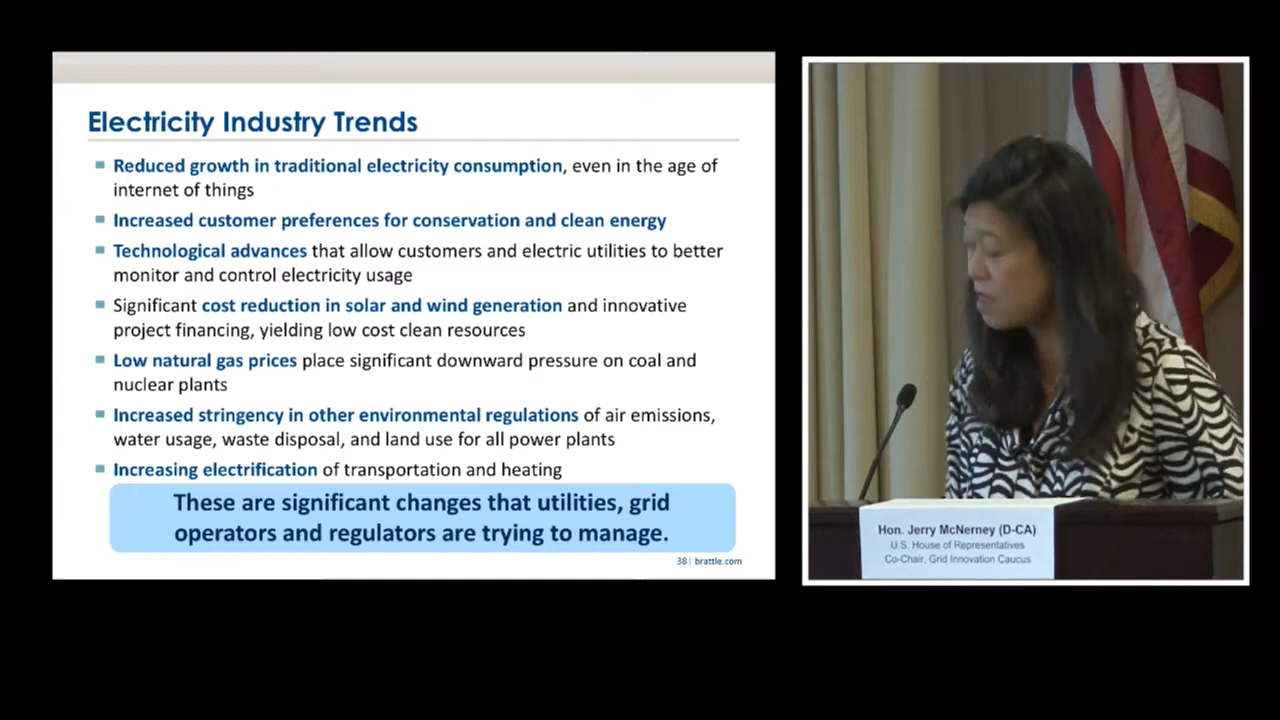 Electricity Industry Trends
Reduced growth in traditional electricity consumption, even in the age of
internet of things
Increased customer preferences for conservation and clean energy
Technological advances that allow customers and electric utilities to better
monitor and control electricity usage
Significant cost reduction in solar and wind generation and innovative
project financing, yielding low cost clean resources
Low natural gas prices place significant downward pressure on coal and
nuclear plants
Increased stringency in other environmental regulations of air emissions,
water usage, waste disposal, and land use for all power plants
Increasing electrification of transportation and heating
These are significant changes that utilities, grid
operators and regulators are trying to manage.
38 | brattle.com
Hon. Jerry McNerney (D-CA)
U.S. House of Representatives
Co-Chair, Grid Innovation Caucus